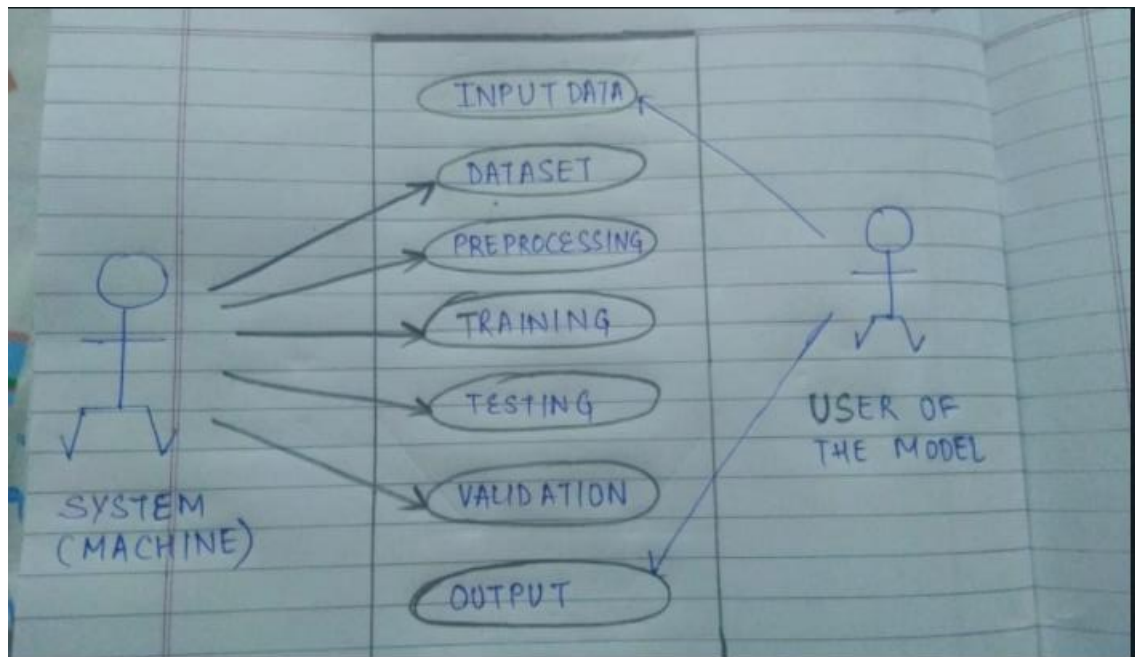 INPUT DATA
DATASET
PREPROCESSING
TRAINING
TESTING
VALIDATION
OUTPUT
SYSTEM
(MACHINE)
USER OF
THE MODEL